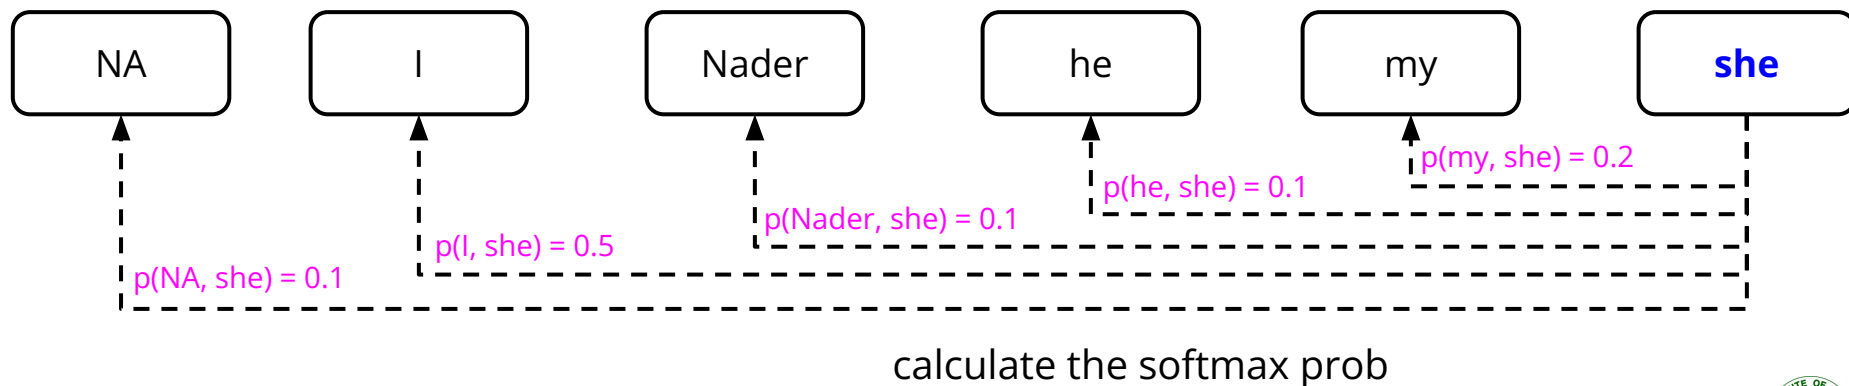 NA
I
Nader
he
my
she
p(my, she) = 0.2
p(he, she) = 0.1
p(Nader, she) = 0.1
p(I, she) = 0.5
p(NA, she) = 0.1
calculate the softmax prob